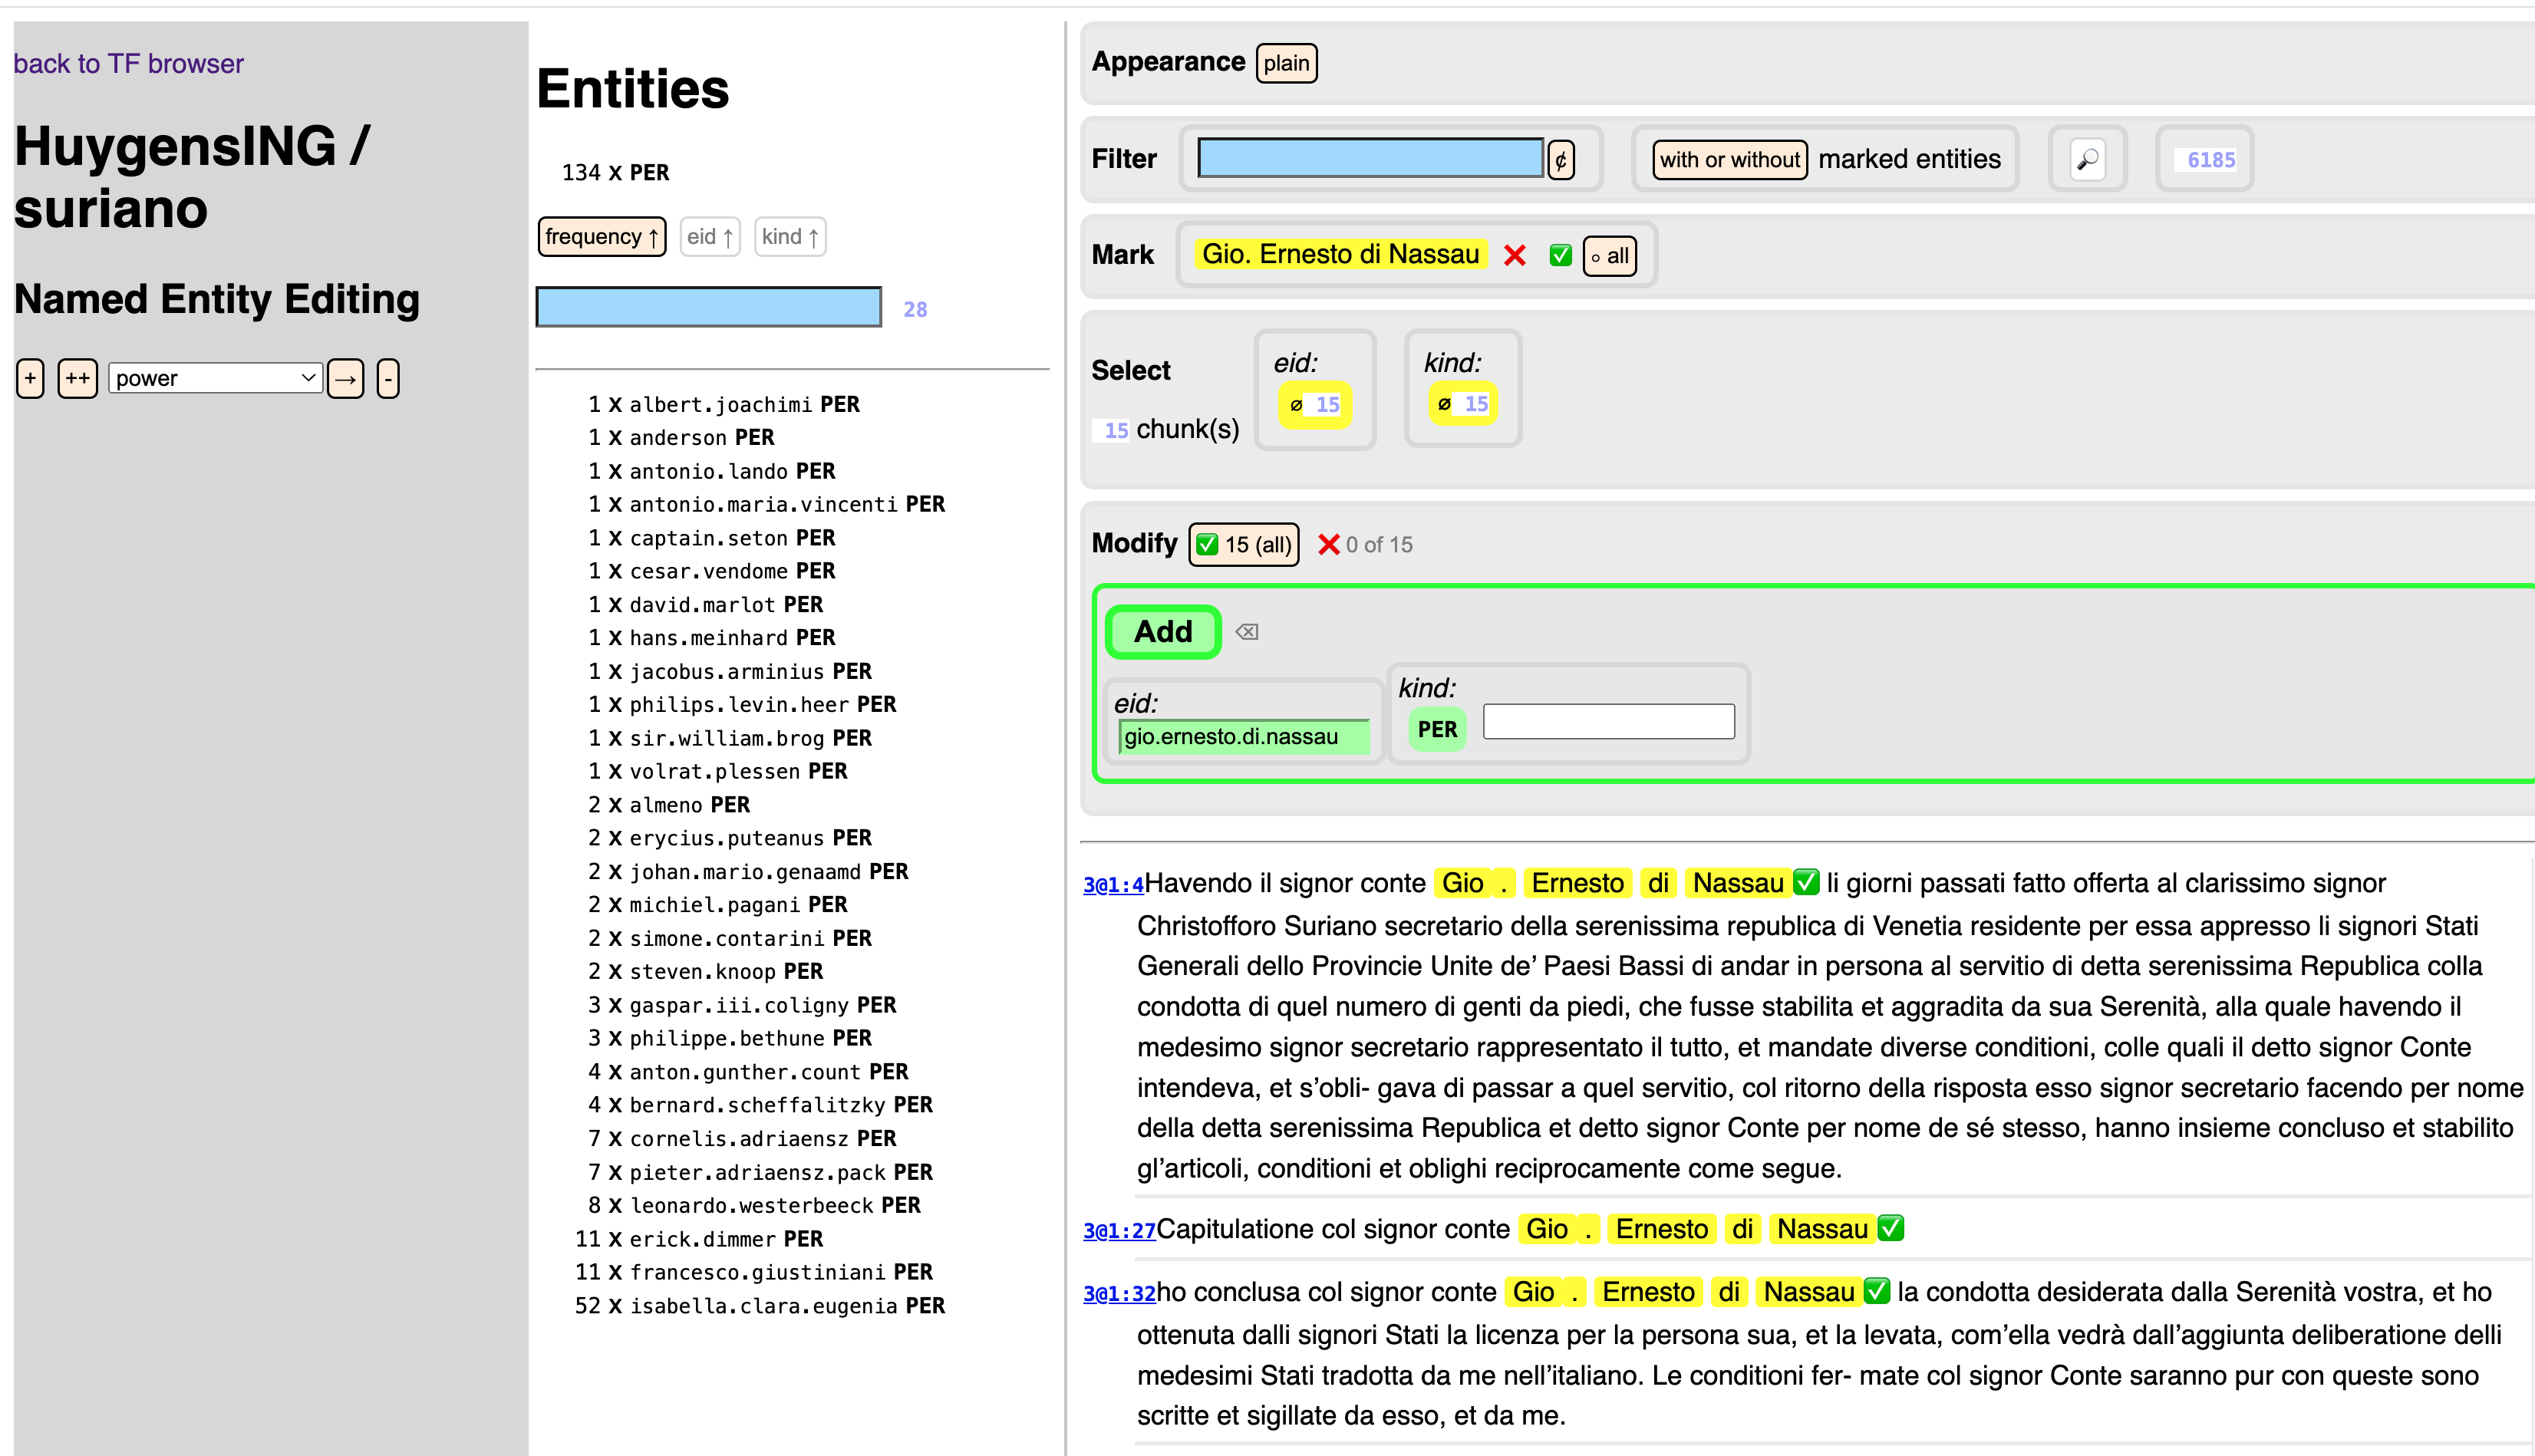 back to TF browser
HuygensING /
suriano
Named Entity Editing
+ ++ power → -
Entities
134 x PER
frequency ↑ eid ↑ kind ↑
28
1 x albert.joachimi PER
1 x anderson PER
1 x antonio.lando PER
1 x antonio.maria.vincenti PER
1 x captain.seton PER
1 x cesar.vendome PER
1 x david.marlot PER
1 x hans.meinhard PER
1 x jacobus.arminius PER
1 x philips.levin.heer PER
1 x sir.william.brog PER
1 x volrat.plessen PER
2 x almeno PER
2 x erycius.puteanus PER
2 x johan.mario.genaamd PER
2 x michiel.pagani PER
2 x simone.contarini PER
2 x steven.knoop PER
3 x gaspar.iii.coligny PER
3 x philippe.bethune PER
4 x anton.gunther.count PER
4 x bernard.scheffalitzky PER
7 x cornelis.adriaensz PER
7 x pieter.adriaensz.pack PER
8 x leonardo.westerbeeck PER
11 x erick.dimmer PER
11 x francesco.giustiniani PER
52 x isabella.clara.eugenia PER
Appearance plain
Filter ¢ with or without marked entities 🔎 6185
Mark Gio. Ernesto di Nassau ❌ ✅ ∘ all
Select
15 chunk(s)
eid:
⌀ 15
kind:
⌀ 15
Modify ✅ 15 (all) ❌ 0 of 15
Add ⌫
eid:
gio.ernesto.di.nassau
kind:
PER
3@1:4Havendo il signor conte Gio . Ernesto di Nassau ✅ li giorni passati fatto offerta al clarissimo signor
Christofforo Suriano secretario della serenissima republica di Venetia residente per essa appresso li signori Stati
Generali dello Provincie Unite de’ Paesi Bassi di andar in persona al servitio di detta serenissima Republica colla
condotta di quel numero di genti da piedi, che fusse stabilita et aggradita da sua Serenità, alla quale havendo il
medesimo signor secretario rappresentato il tutto, et mandate diverse conditioni, colle quali il detto signor Conte
intendeva, et s’obli- gava di passar a quel servitio, col ritorno della risposta esso signor secretario facendo per nome
della detta serenissima Republica et detto signor Conte per nome de sé stesso, hanno insieme concluso et stabilito
gl’articoli, conditioni et oblighi reciprocamente come segue.
3@1:27Capitulatione col signor conte Gio . Ernesto di Nassau ✅
3@1:32ho conclusa col signor conte Gio . Ernesto di Nassau ✅ la condotta desiderata dalla Serenità vostra, et ho
ottenuta dalli signori Stati la licenza per la persona sua, et la levata, com’ella vedrà dall’aggiunta deliberatione delli
medesimi Stati tradotta da me nell’italiano. Le conditioni fer- mate col signor Conte saranno pur con queste sono
scritte et sigillate da esso, et da me.